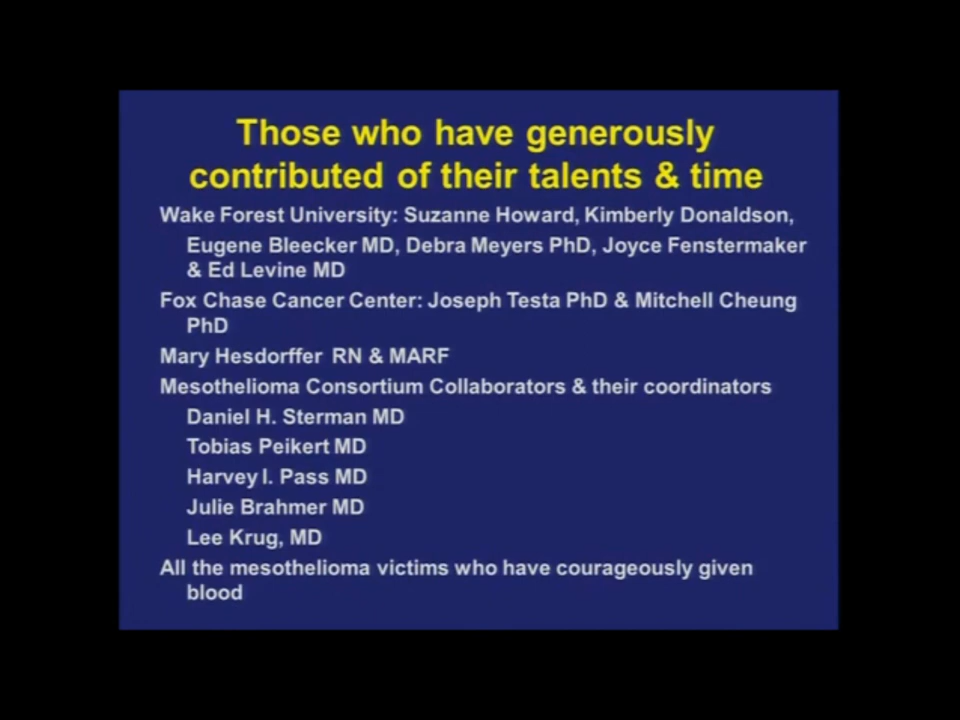 Those who have generously
contributed of their talents & time
Wake Forest University: Suzanne Howard, Kimberly Donaldson,
Eugene Bleecker MD, Debra Meyers PhD, Joyce Fenstermaker
& Ed Levine MD
Fox Chase Cancer Center: Joseph Testa PhD & Mitchell Cheung
PhD
Mary Hesdorffer RN & MARF
Mesothelioma Consortium Collaborators & their coordinators
Daniel H. Sterman MD
Tobias Peikert MD
Harvey I. Pass MD
Julie Brahmer MD
Lee Krug, MD
All the mesothelioma victims who have courageously given
blood